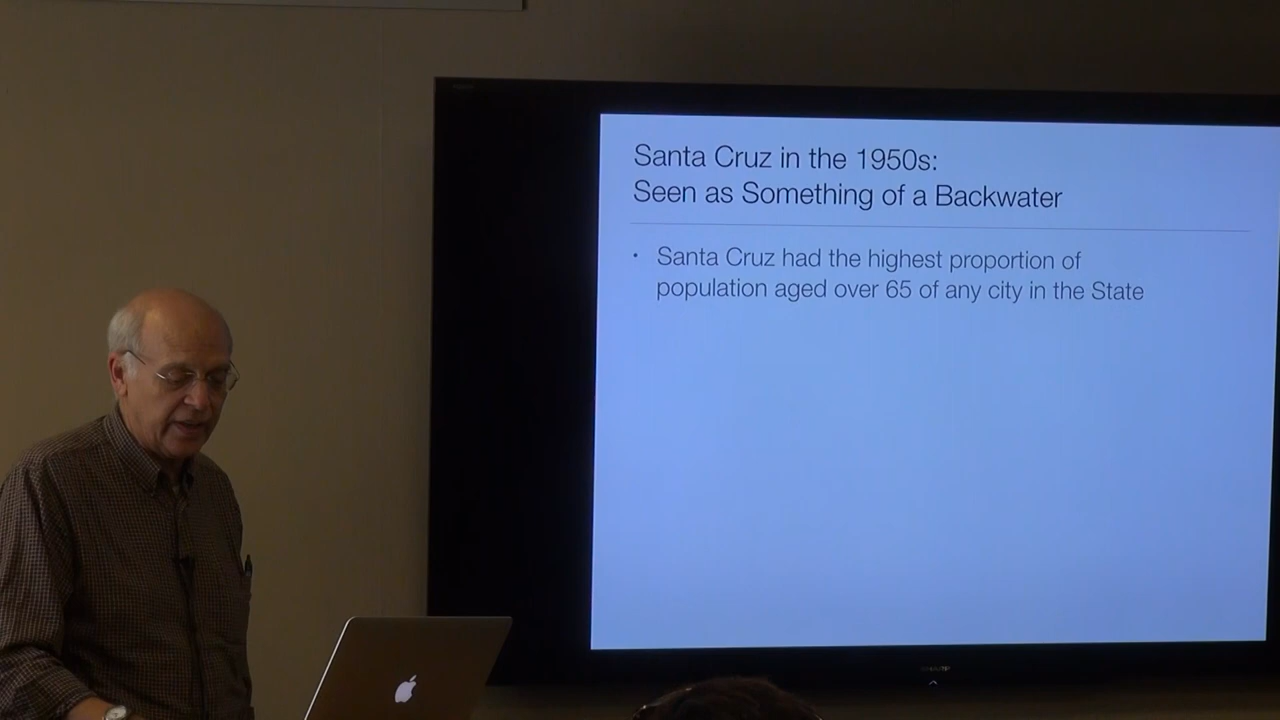 Santa Cruz in the 1950s:
Seen as Something of a Backwater
• Santa Cruz had the highest proportion of
population aged over 65 of any city in the State